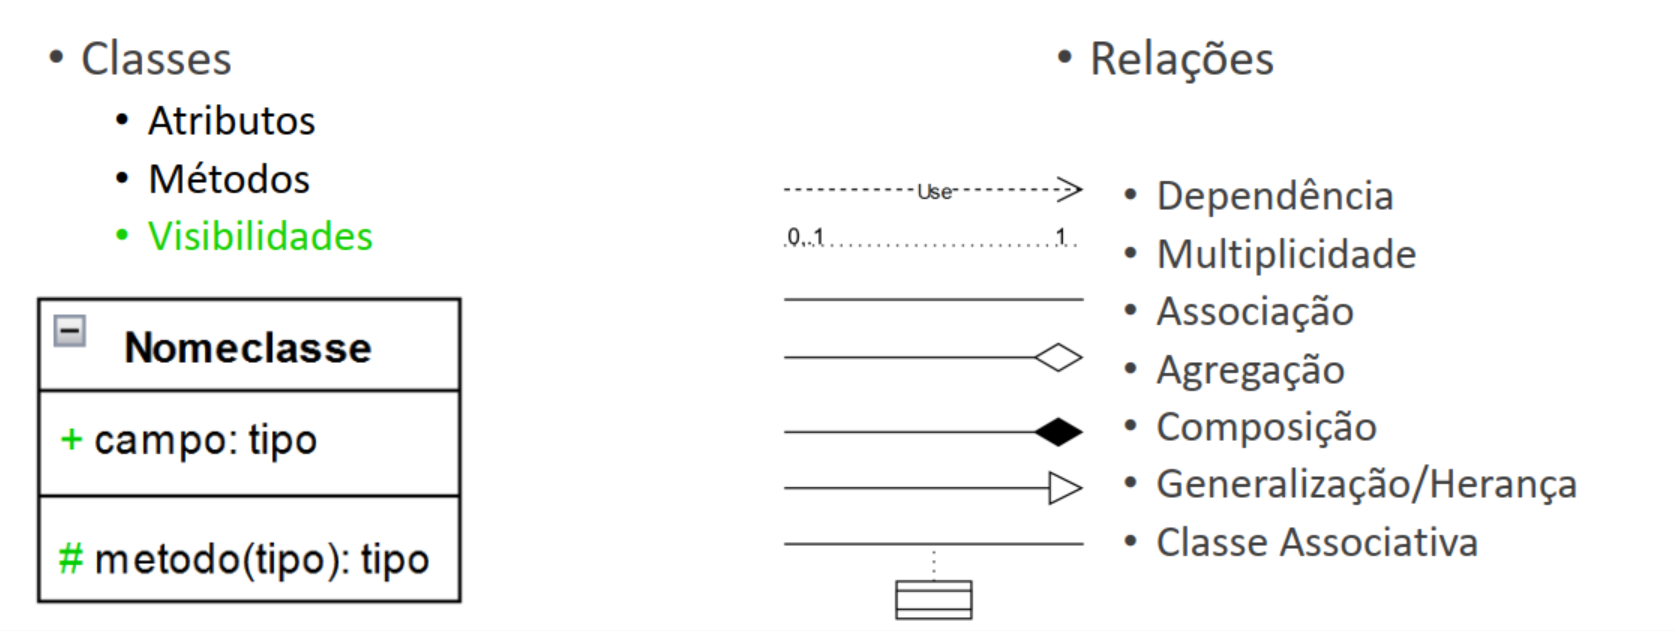 • Classes
• Atributos
• Métodos
• Visibilidades
Nomeclasse
+ campo: tipo
# metodo(tipo): tipo
• Relações
Use
• Dependência
0..1 1
• Multiplicidade
• Associação
• Agregação
• Composição
• Generalização/Herança
• Classe Associativa